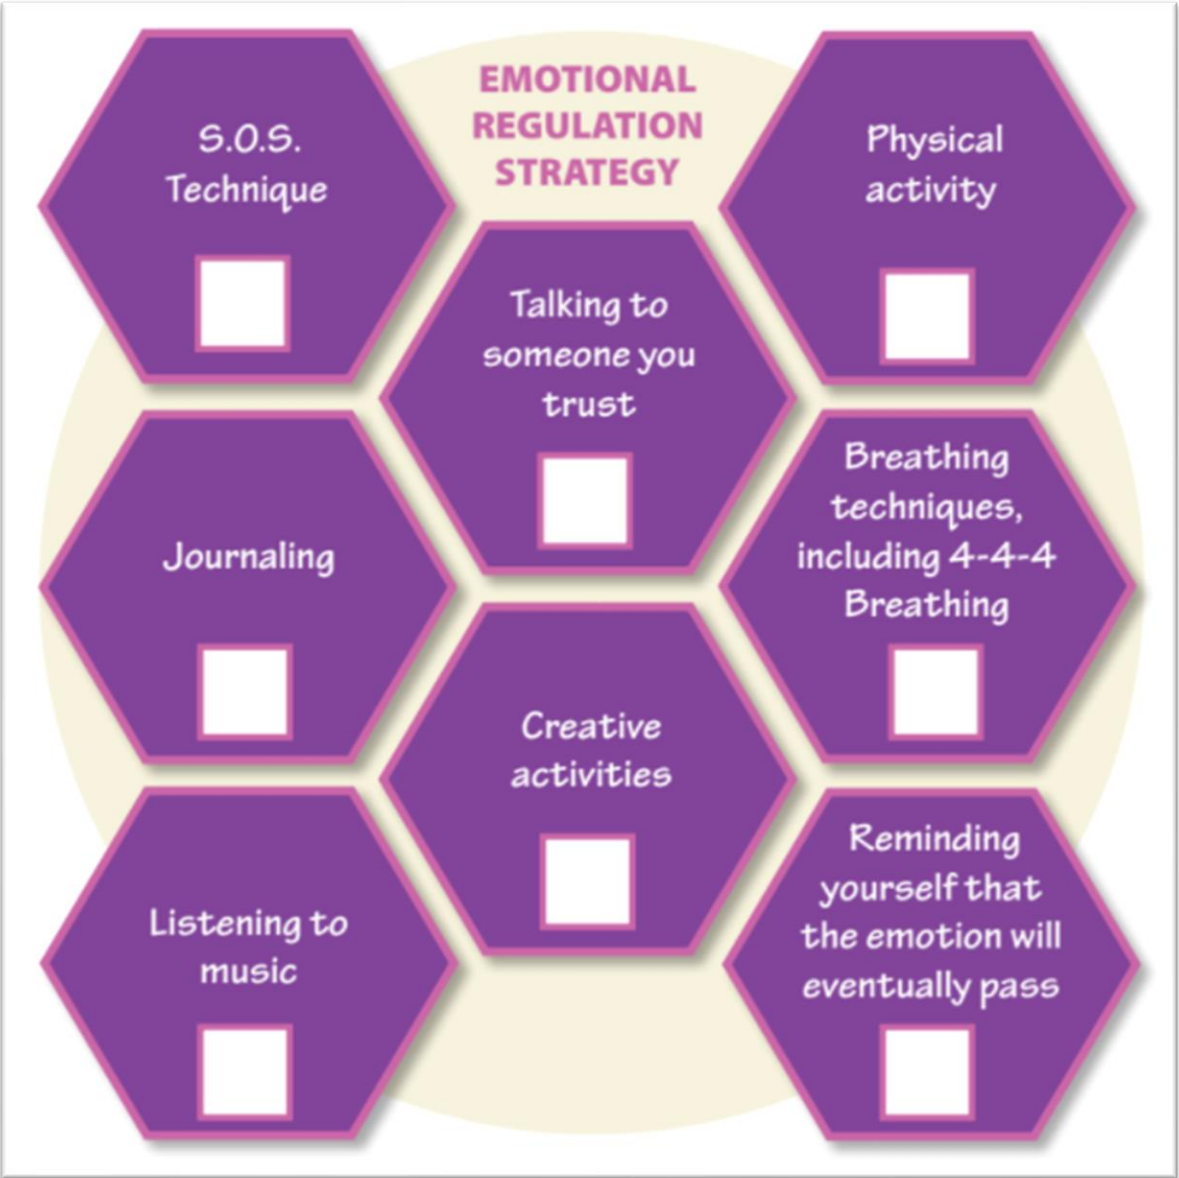 EMOTIONAL
REGULATION
STRATEGY
S.O.S.
Technique
Physical
activity
Talking to
someone you
trust
Journaling
Breathing
techniques,
including 4-4-4
Breathing
Creative
activities
Listening to
music
Reminding
yourself that
the emotion will
eventually pass